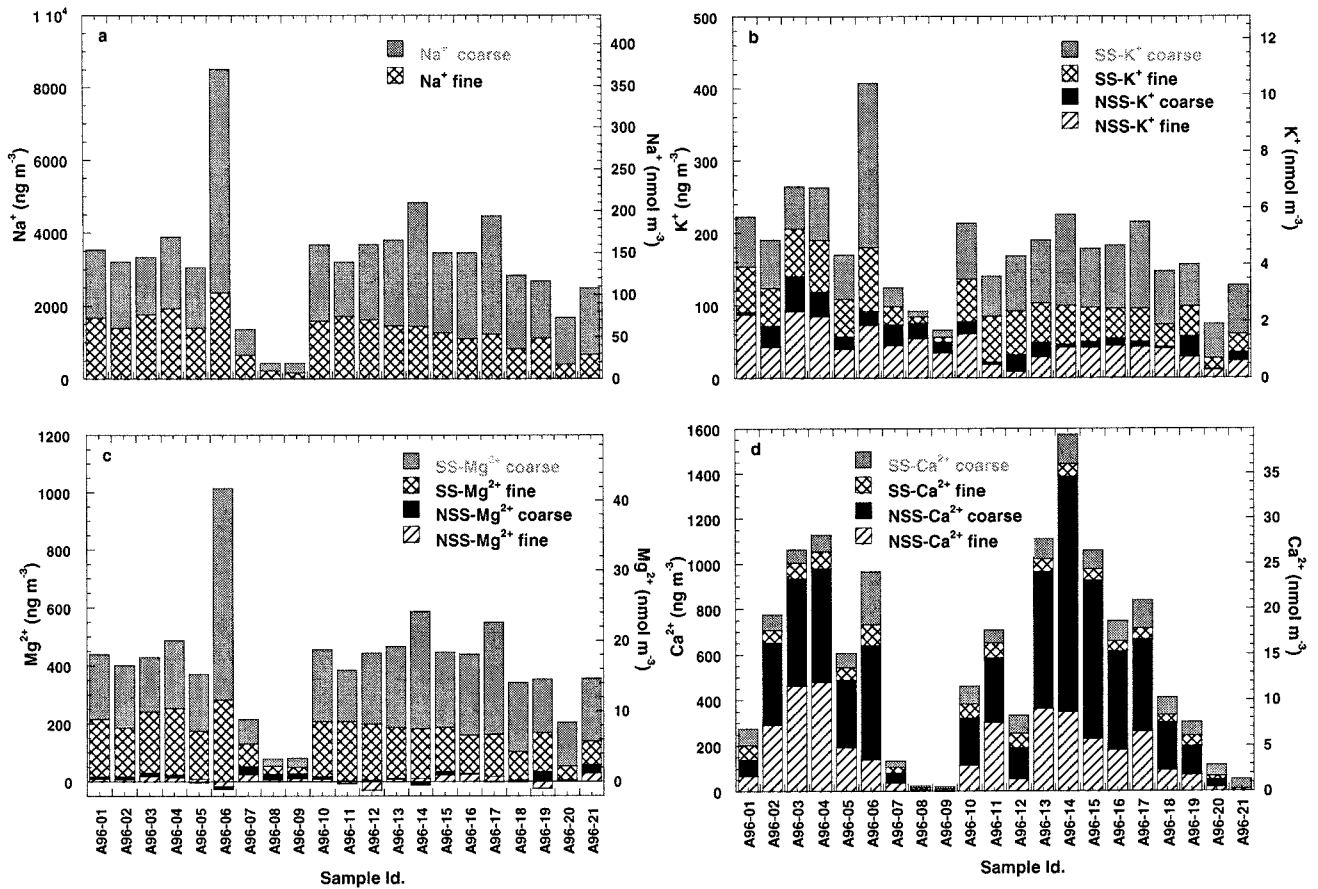 a
Na⁺ coarse
Na⁺ fine
1 10⁴
8000
6000
4000
2000
0
Na⁺ (ng m⁻³)
400
350
300
250
200
150
100
50
0
Na⁺ (nmol m⁻³)
b
SS-K⁺ coarse
SS-K⁺ fine
NSS-K⁺ coarse
NSS-K⁺ fine
500
400
300
200
100
0
K⁺ (ng m⁻³)
12
10
8
6
4
2
0
K⁺ (nmol m⁻³)
c
SS-Mg²⁺ coarse
SS-Mg²⁺ fine
NSS-Mg²⁺ coarse
NSS-Mg²⁺ fine
1200
1000
800
600
400
200
0
Mg²⁺ (ng m⁻³)
40
30
20
10
0
Mg²⁺ (nmol m⁻³)
A96-01
A96-02
A96-03
A96-04
A96-05
A96-06
A96-07
A96-08
A96-09
A96-10
A96-11
A96-12
A96-13
A96-14
A96-15
A96-16
A96-17
A96-18
A96-19
A96-20
A96-21
Sample Id.
d
SS-Ca²⁺ coarse
SS-Ca²⁺ fine
NSS-Ca²⁺ coarse
NSS-Ca²⁺ fine
1600
1400
1200
1000
800
600
400
200
0
Ca²⁺ (ng m⁻³)
35
30
25
20
15
10
5
0
Ca²⁺ (nmol m⁻³)
A96-01
A96-02
A96-03
A96-04
A96-05
A96-06
A96-07
A96-08
A96-09
A96-10
A96-11
A96-12
A96-13
A96-14
A96-15
A96-16
A96-17
A96-18
A96-19
A96-20
A96-21
Sample Id.